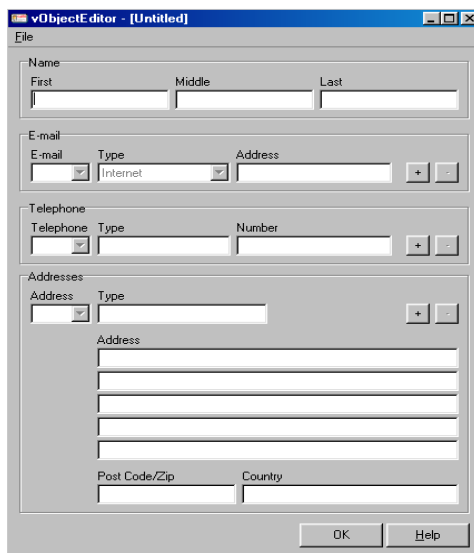 vObjectEditor - [Untitled]
File
Name
First Middle Last
E-mail
E-mail Type Address
Internet + -
Telephone
Telephone Type Number
+ -
Addresses
Address Type
+ -
Address
Post Code/Zip Country
OK Help